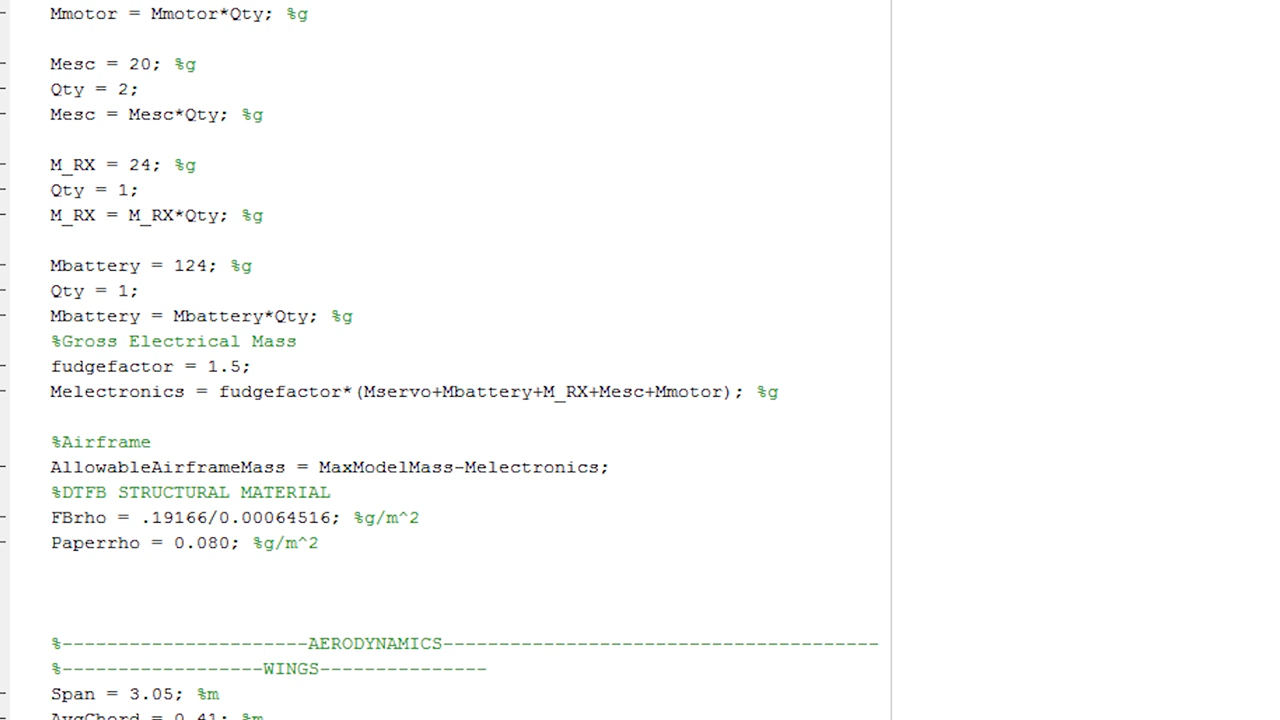 Mmotor = Mmotor*Qty; %g
Mesc = 20; %g
Qty = 2;
Mesc = Mesc*Qty; %g
M_RX = 24; %g
Qty = 1;
M_RX = M_RX*Qty; %g
Mbattery = 124; %g
Qty = 1;
Mbattery = Mbattery*Qty; %g
%Gross Electrical Mass
fudgefactor = 1.5;
Melectronics = fudgefactor*(Mservo+Mbattery+M_RX+Mesc+Mmotor); %g
%Airframe
AllowableAirframeMass = MaxModelMass-Melectronics;
%DTFB STRUCTURAL MATERIAL
FBrho = .19166/0.00064516; %g/m^2
Paperrho = 0.080; %g/m^2
%----------------------AERODYNAMICS---------------------------------------
%------------------WINGS---------------
Span = 3.05; %m
AvgChord = 0.41; %m